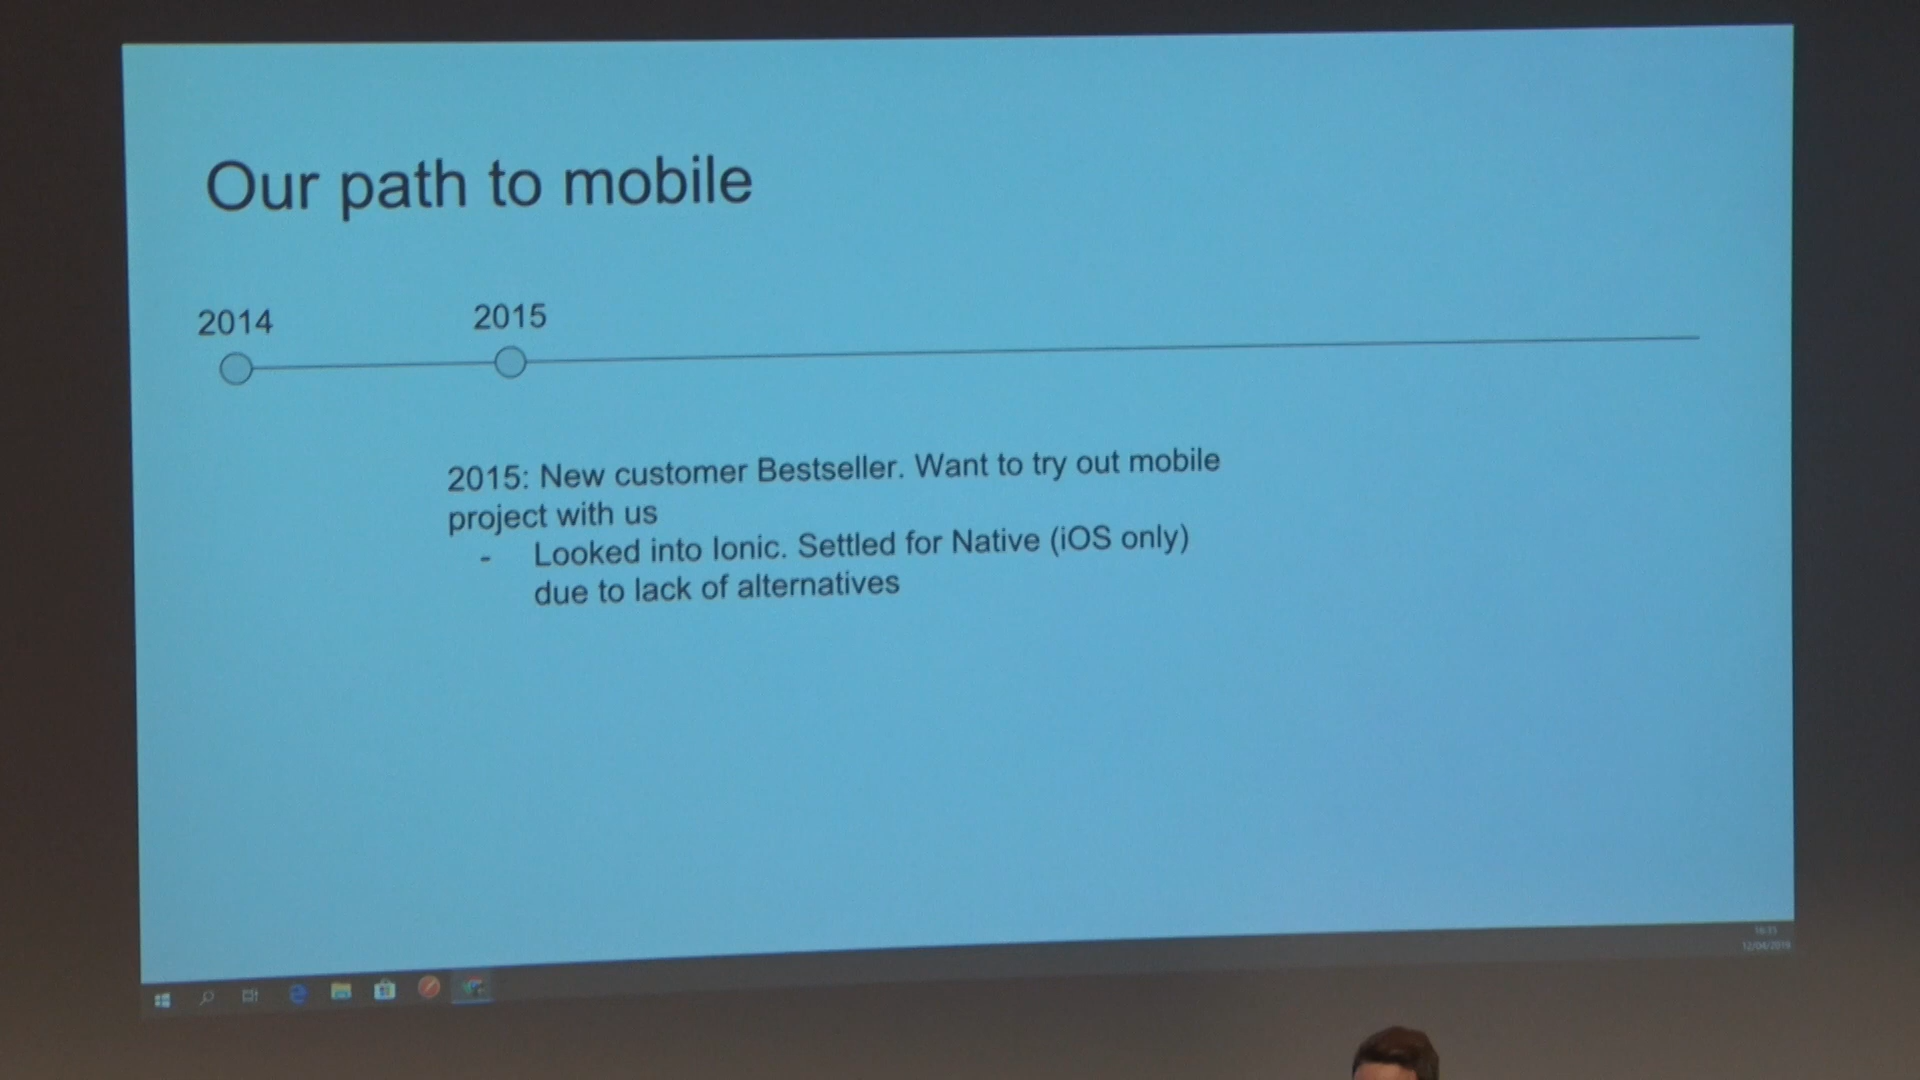 Our path to mobile
2014
2015
2015: New customer Bestseller. Want to try out mobile
project with us
- Looked into Ionic. Settled for Native (iOS only)
due to lack of alternatives
12/04/2019